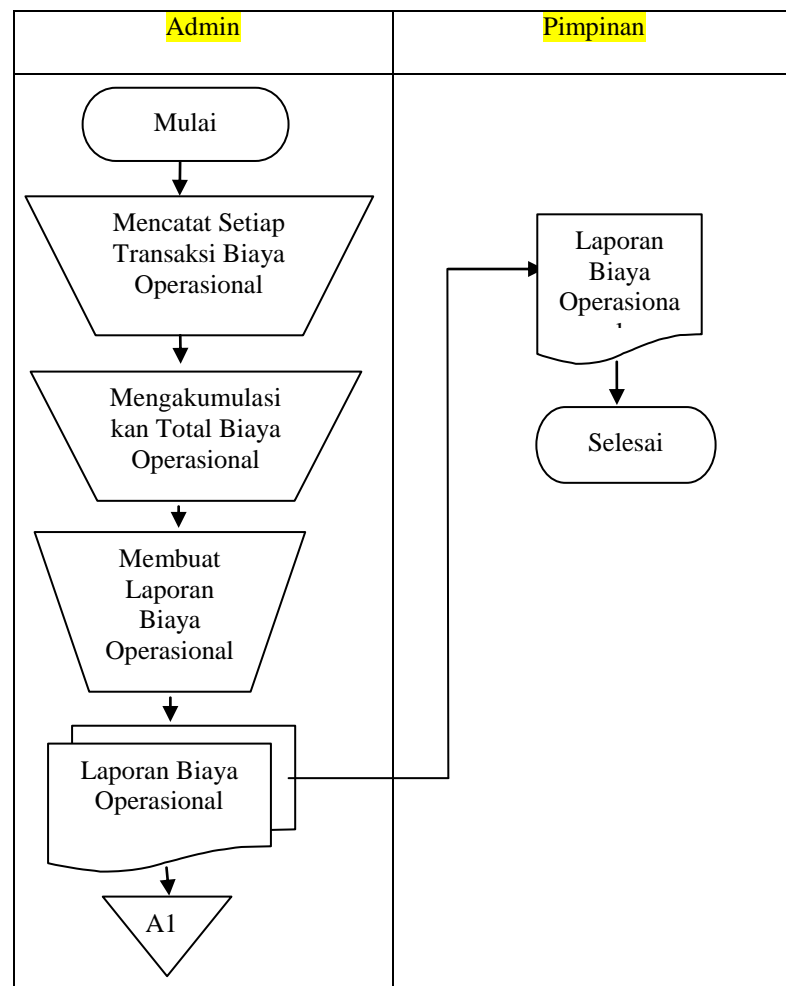 Admin
Pimpinan
Mulai
Mencatat Setiap
Transaksi Biaya
Operasional
Mengakumulasi
kan Total Biaya
Operasional
Membuat
Laporan
Biaya
Operasional
Laporan Biaya
Operasional
A1
Laporan
Biaya
Operasiona
Selesai